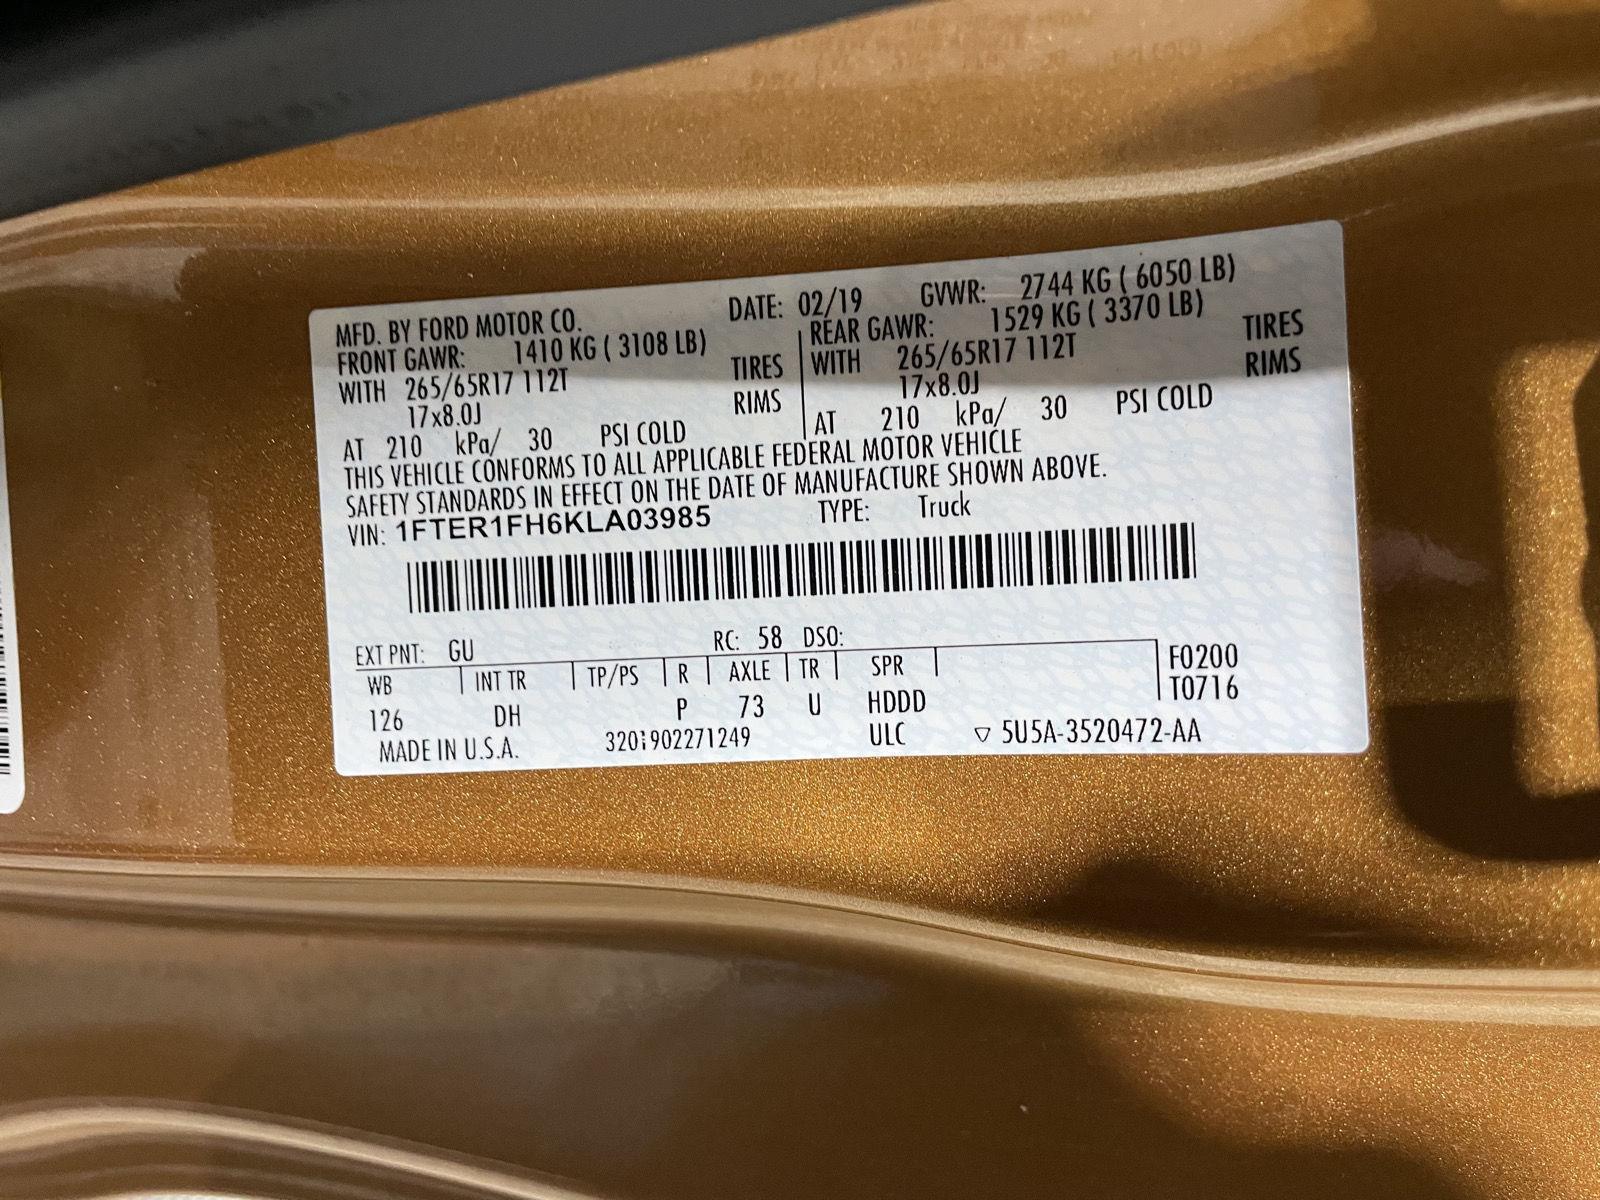 MFD. BY FORD MOTOR CO. DATE: 02/19 GVWR: 2744 KG ( 6050 LB)
FRONT GAWR: 1410 KG ( 3108 LB) REAR GAWR: 1529 KG ( 3370 LB)
WITH 265/65R17 112T TIRES WITH 265/65R17 112T TIRES
17x8.0J RIMS 17x8.0J RIMS
AT 210 kPa/ 30 PSI COLD AT 210 kPa/ 30 PSI COLD
THIS VEHICLE CONFORMS TO ALL APPLICABLE FEDERAL MOTOR VEHICLE
SAFETY STANDARDS IN EFFECT ON THE DATE OF MANUFACTURE SHOWN ABOVE.
VIN: 1FTER1FH6KLA03985 TYPE: Truck
EXT PNT: GU RC: 58 DSO:
WB INT TR TP/PS R AXLE TR SPR F0200
126 DH P 73 U HDDD T0716
MADE IN U.S.A. 320 902271249 ULC ▽ 5U5A-3520472-AA